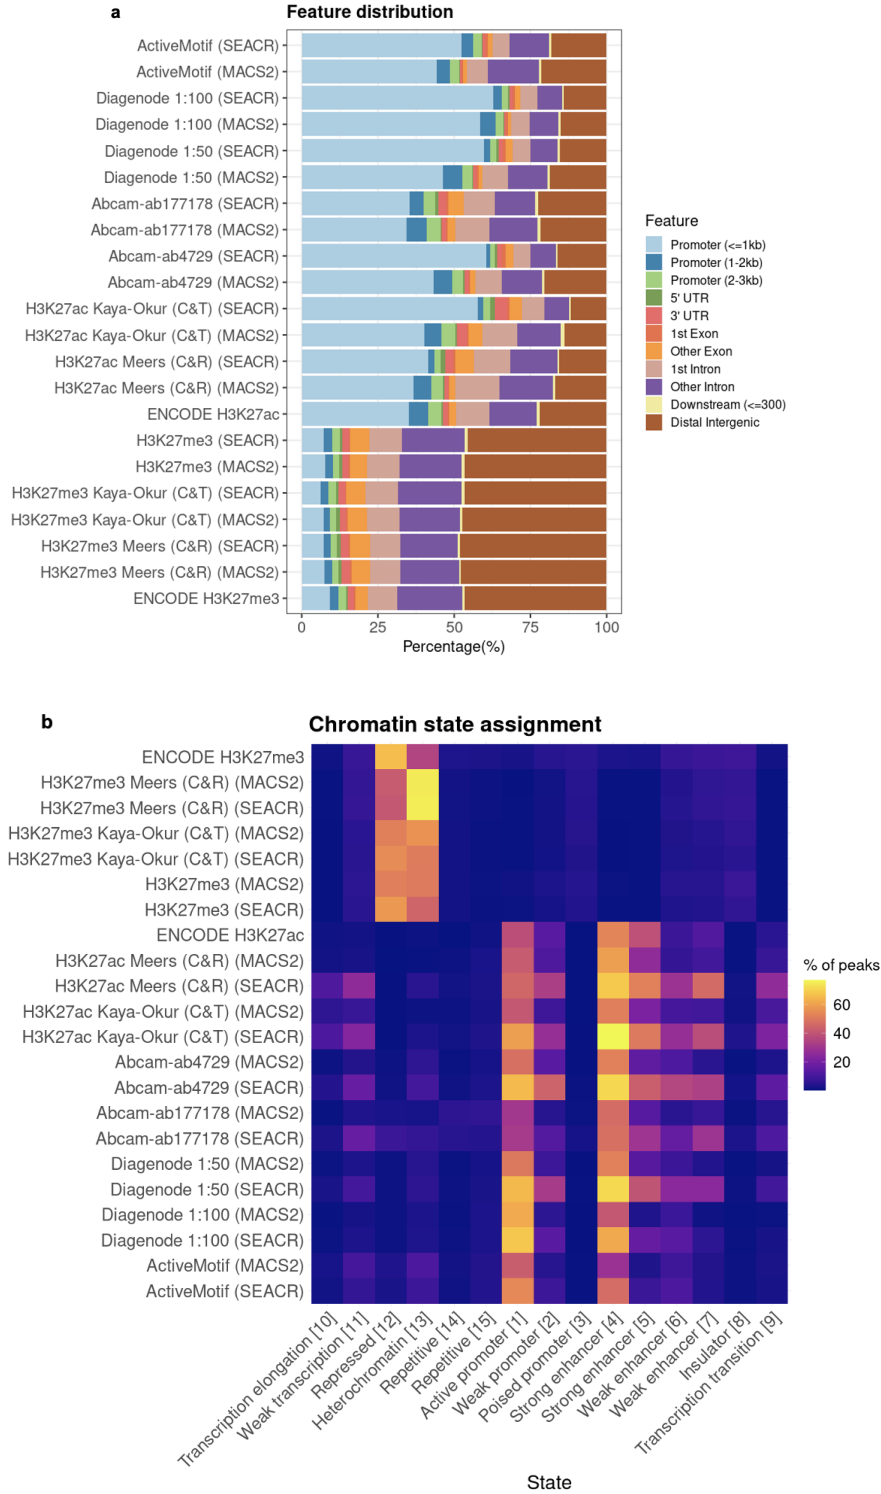 a
Feature distribution
ActiveMotif (SEACR)
ActiveMotif (MACS2)
Diagenode 1:100 (SEACR)
Diagenode 1:100 (MACS2)
Diagenode 1:50 (SEACR)
Diagenode 1:50 (MACS2)
Abcam-ab177178 (SEACR)
Abcam-ab177178 (MACS2)
Abcam-ab4729 (SEACR)
Abcam-ab4729 (MACS2)
H3K27ac Kaya-Okur (C&T) (SEACR)
H3K27ac Kaya-Okur (C&T) (MACS2)
H3K27ac Meers (C&R) (SEACR)
H3K27ac Meers (C&R) (MACS2)
ENCODE H3K27ac
H3K27me3 (SEACR)
H3K27me3 (MACS2)
H3K27me3 Kaya-Okur (C&T) (SEACR)
H3K27me3 Kaya-Okur (C&T) (MACS2)
H3K27me3 Meers (C&R) (SEACR)
H3K27me3 Meers (C&R) (MACS2)
ENCODE H3K27me3
0 25 50 75 100
Percentage(%)
Feature
Promoter (<=1kb)
Promoter (1-2kb)
Promoter (2-3kb)
5' UTR
3' UTR
1st Exon
Other Exon
1st Intron
Other Intron
Downstream (<=300)
Distal Intergenic
b
Chromatin state assignment
ENCODE H3K27me3
H3K27me3 Meers (C&R) (MACS2)
H3K27me3 Meers (C&R) (SEACR)
H3K27me3 Kaya-Okur (C&T) (MACS2)
H3K27me3 Kaya-Okur (C&T) (SEACR)
H3K27me3 (MACS2)
H3K27me3 (SEACR)
ENCODE H3K27ac
H3K27ac Meers (C&R) (MACS2)
H3K27ac Meers (C&R) (SEACR)
H3K27ac Kaya-Okur (C&T) (MACS2)
H3K27ac Kaya-Okur (C&T) (SEACR)
Abcam-ab4729 (MACS2)
Abcam-ab4729 (SEACR)
Abcam-ab177178 (MACS2)
Abcam-ab177178 (SEACR)
Diagenode 1:50 (MACS2)
Diagenode 1:50 (SEACR)
Diagenode 1:100 (MACS2)
Diagenode 1:100 (SEACR)
ActiveMotif (MACS2)
ActiveMotif (SEACR)
% of peaks
60
40
20
Transcription elongation [10]
Weak transcription [11]
Repressed [12]
Heterochromatin [13]
Repetitive [14]
Repetitive [15]
Active promoter [1]
Weak promoter [2]
Poised promoter [3]
Strong enhancer [4]
Strong enhancer [5]
Weak enhancer [6]
Weak enhancer [7]
Insulator [8]
Transcription transition [9]
State